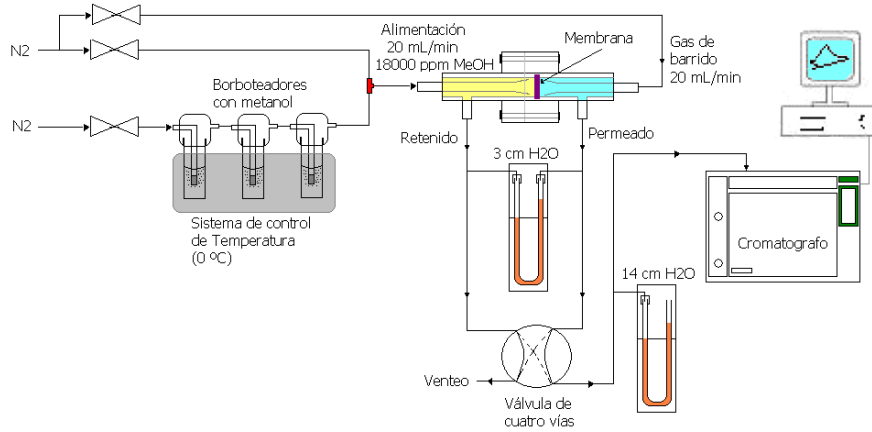 N2
N2
Borboteadores
con metanol
Sistema de control
de Temperatura
(0 ºC)
Alimentación
20 mL/min
18000 ppm MeOH
Membrana
Gas de
barrido
20 mL/min
Retenido
Permeado
3 cm H2O
14 cm H2O
Cromatografo
Venteo
Válvula de
cuatro vías